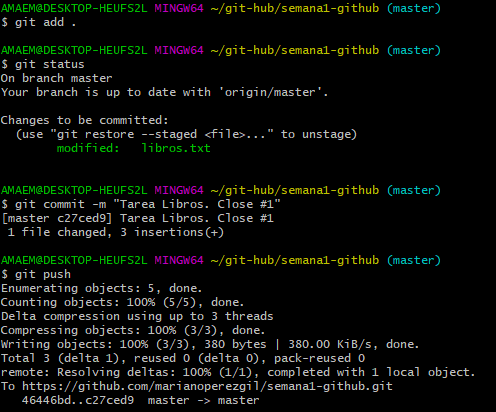 AMAEM@DESKTOP-HEUFS2L MINGW64 ~/git-hub/semana1-github (master)
$ git add .
AMAEM@DESKTOP-HEUFS2L MINGW64 ~/git-hub/semana1-github (master)
$ git status
On branch master
Your branch is up to date with 'origin/master'.
Changes to be committed:
  (use "git restore --staged <file>..." to unstage)
        modified:   libros.txt
AMAEM@DESKTOP-HEUFS2L MINGW64 ~/git-hub/semana1-github (master)
$ git commit -m "Tarea Libros. Close #1"
[master c27ced9] Tarea Libros. Close #1
 1 file changed, 3 insertions(+)
AMAEM@DESKTOP-HEUFS2L MINGW64 ~/git-hub/semana1-github (master)
$ git push
Enumerating objects: 5, done.
Counting objects: 100% (5/5), done.
Delta compression using up to 3 threads
Compressing objects: 100% (3/3), done.
Writing objects: 100% (3/3), 380 bytes | 380.00 KiB/s, done.
Total 3 (delta 1), reused 0 (delta 0), pack-reused 0
remote: Resolving deltas: 100% (1/1), completed with 1 local object.
To https://github.com/marianoperezgil/semana1-github.git
   46446bd..c27ced9  master -> master